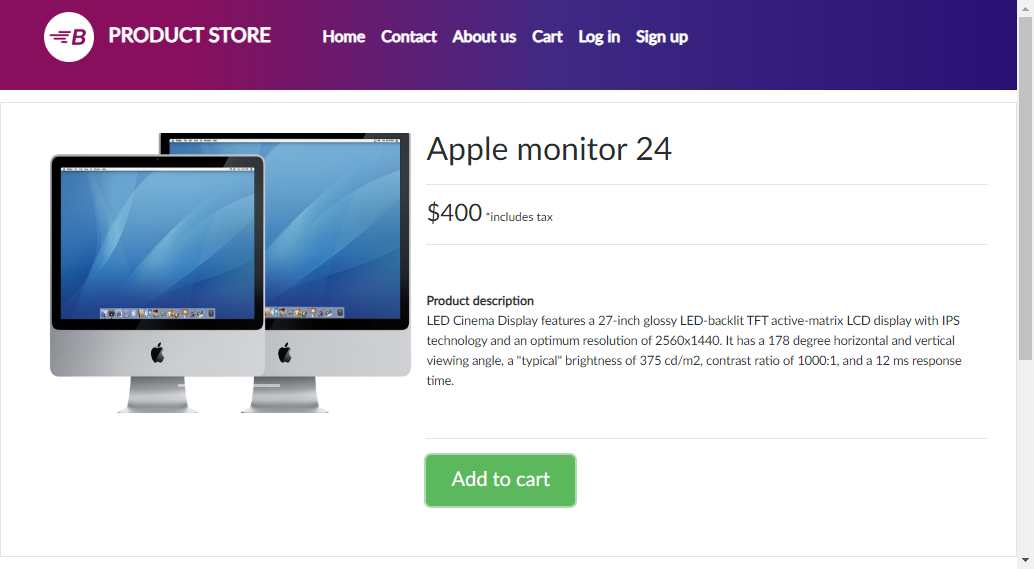 B PRODUCT STORE Home Contact About us Cart Log in Sign up
Apple monitor 24
$400 *includes tax
Product description
LED Cinema Display features a 27-inch glossy LED-backlit TFT active-matrix LCD display with IPS
technology and an optimum resolution of 2560x1440. It has a 178 degree horizontal and vertical
viewing angle, a "typical" brightness of 375 cd/m2, contrast ratio of 1000:1, and a 12 ms response
time.
Add to cart